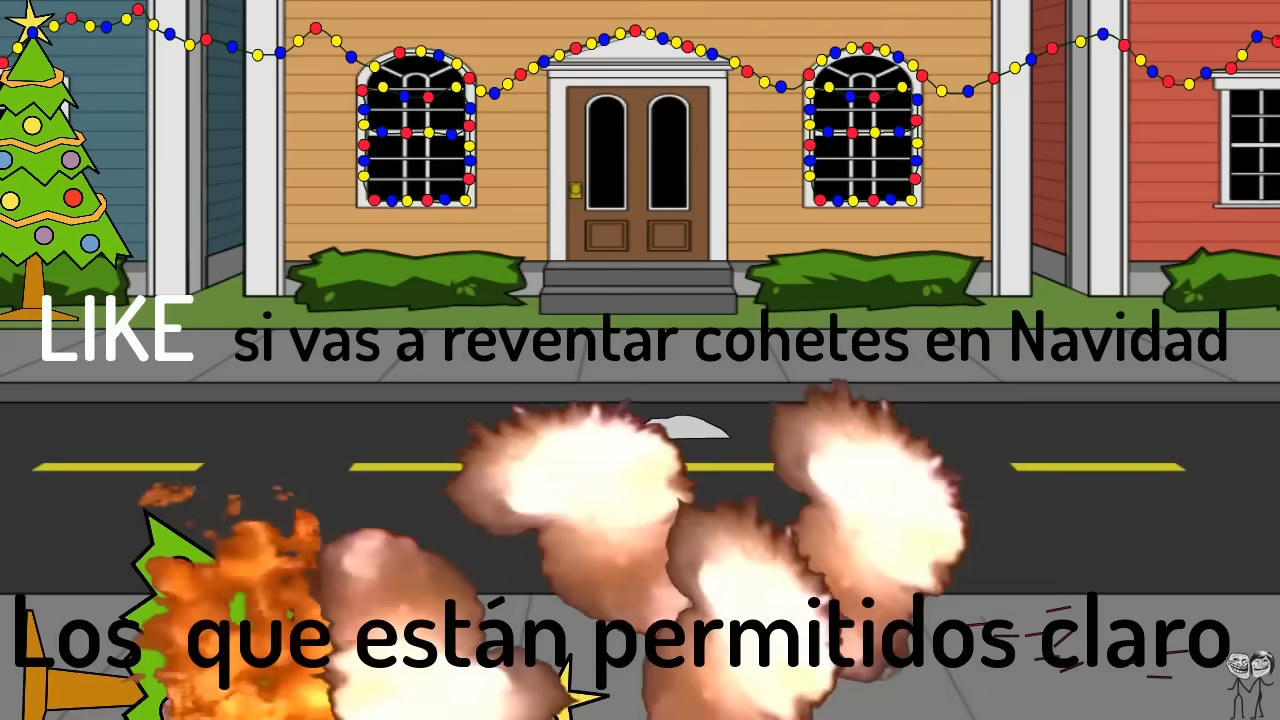 LIKE si vas a reventar cohetes en Navidad
Los que están permitidos claro